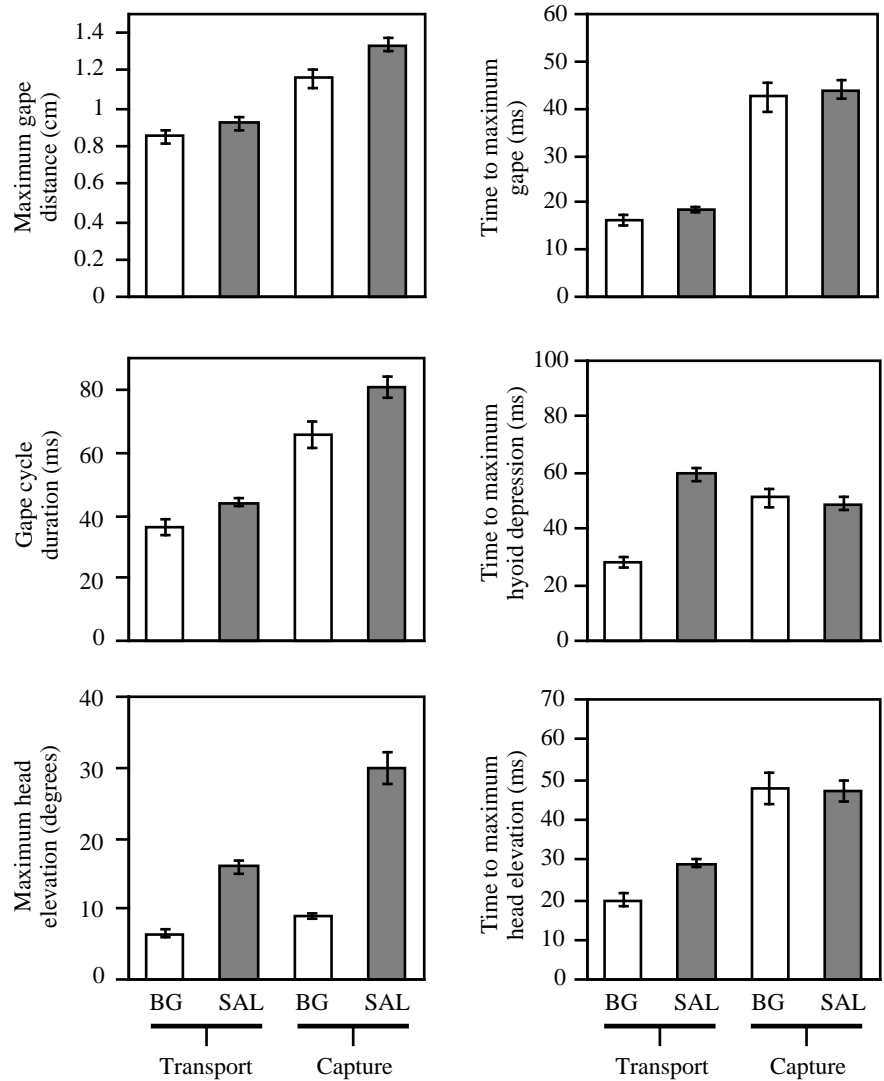 Maximum gape
distance (cm)
1.4
1.2
1
0.8
0.6
0.4
0.2
0
Time to maximum
gape (ms)
60
50
40
30
20
10
0
Gape cycle
duration (ms)
80
60
40
20
0
Time to maximum
hyoid depression (ms)
100
80
60
40
20
0
Maximum head
elevation (degrees)
40
30
20
10
0
Time to maximum
head elevation (ms)
70
60
50
40
30
20
10
0
BG SAL BG SAL
Transport Capture
BG SAL BG SAL
Transport Capture